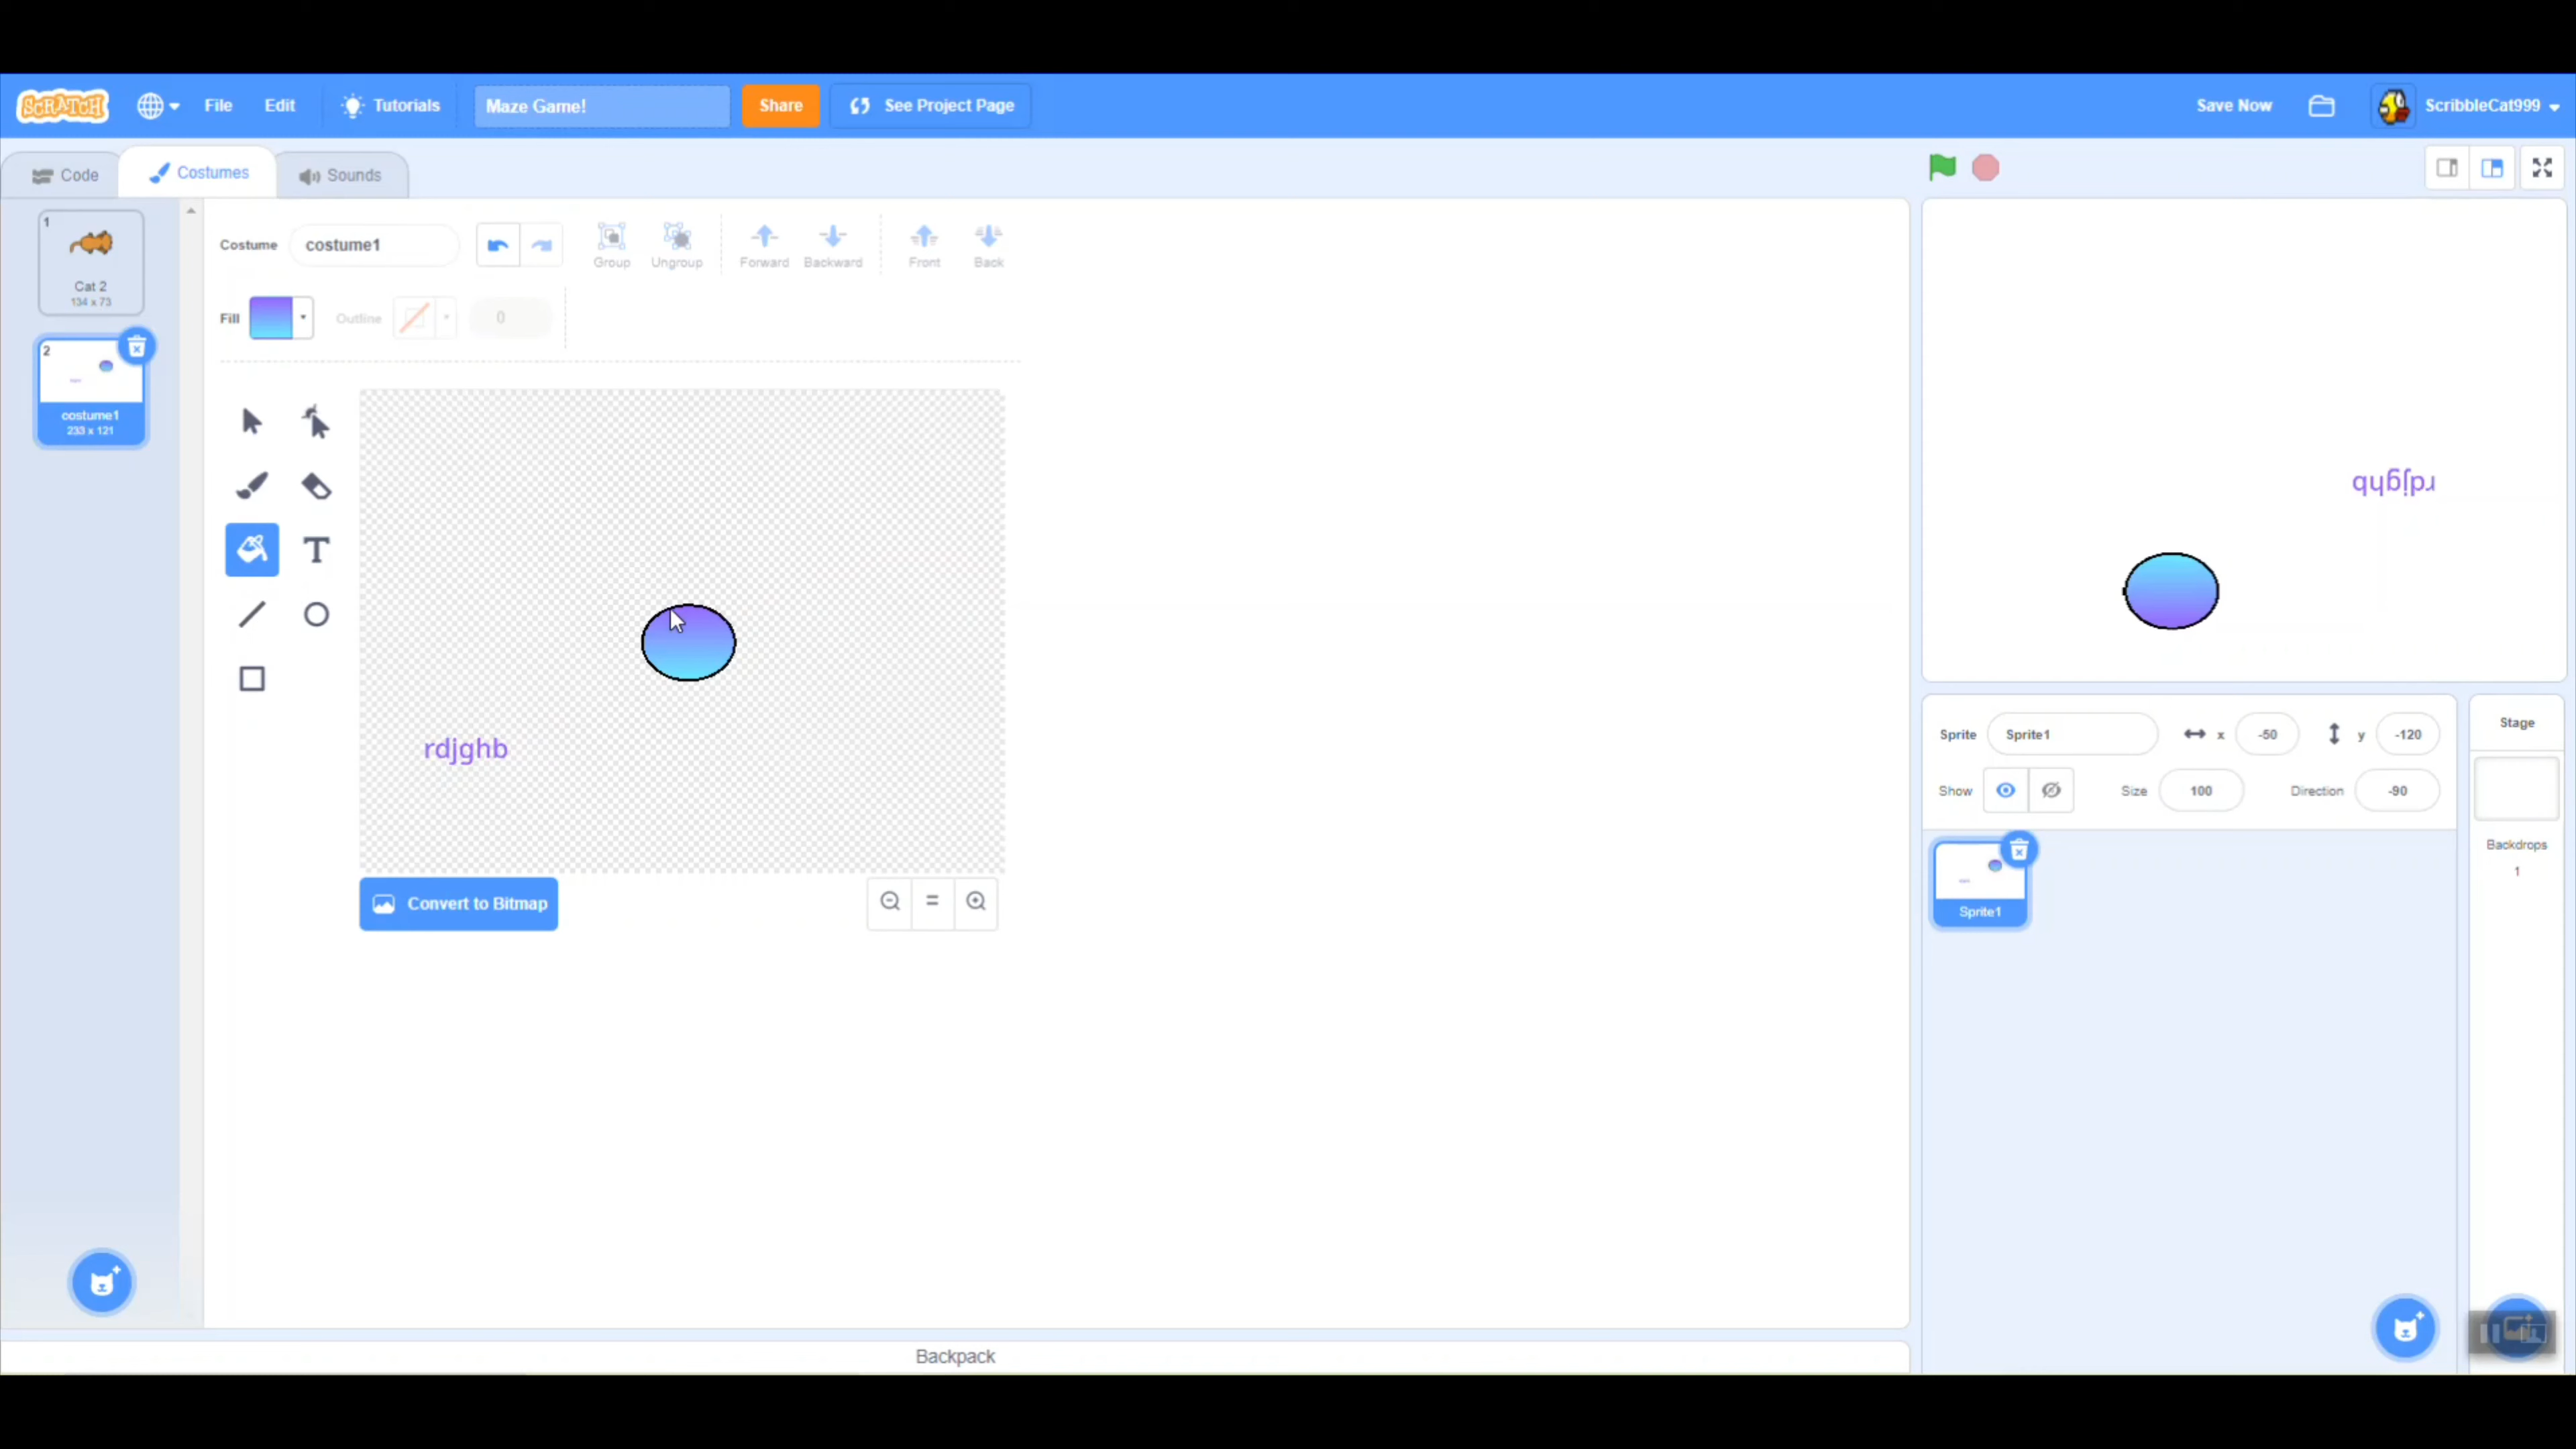 SCRATCH File Edit Tutorials Maze Game! Share See Project Page Save Now ScribbleCat999
Code Costumes Sounds
1
Cat 2
134 x 73
2
costume1
233 x 121
Costume costume1 Group Ungroup Forward Backward Front Back
Fill Outline 0
T
rdjghb
Convert to Bitmap =
rdjghb
Sprite Sprite1 x -50 y -120
Show Size 100 Direction -90
Sprite1
Stage
Backdrops
1
Backpack